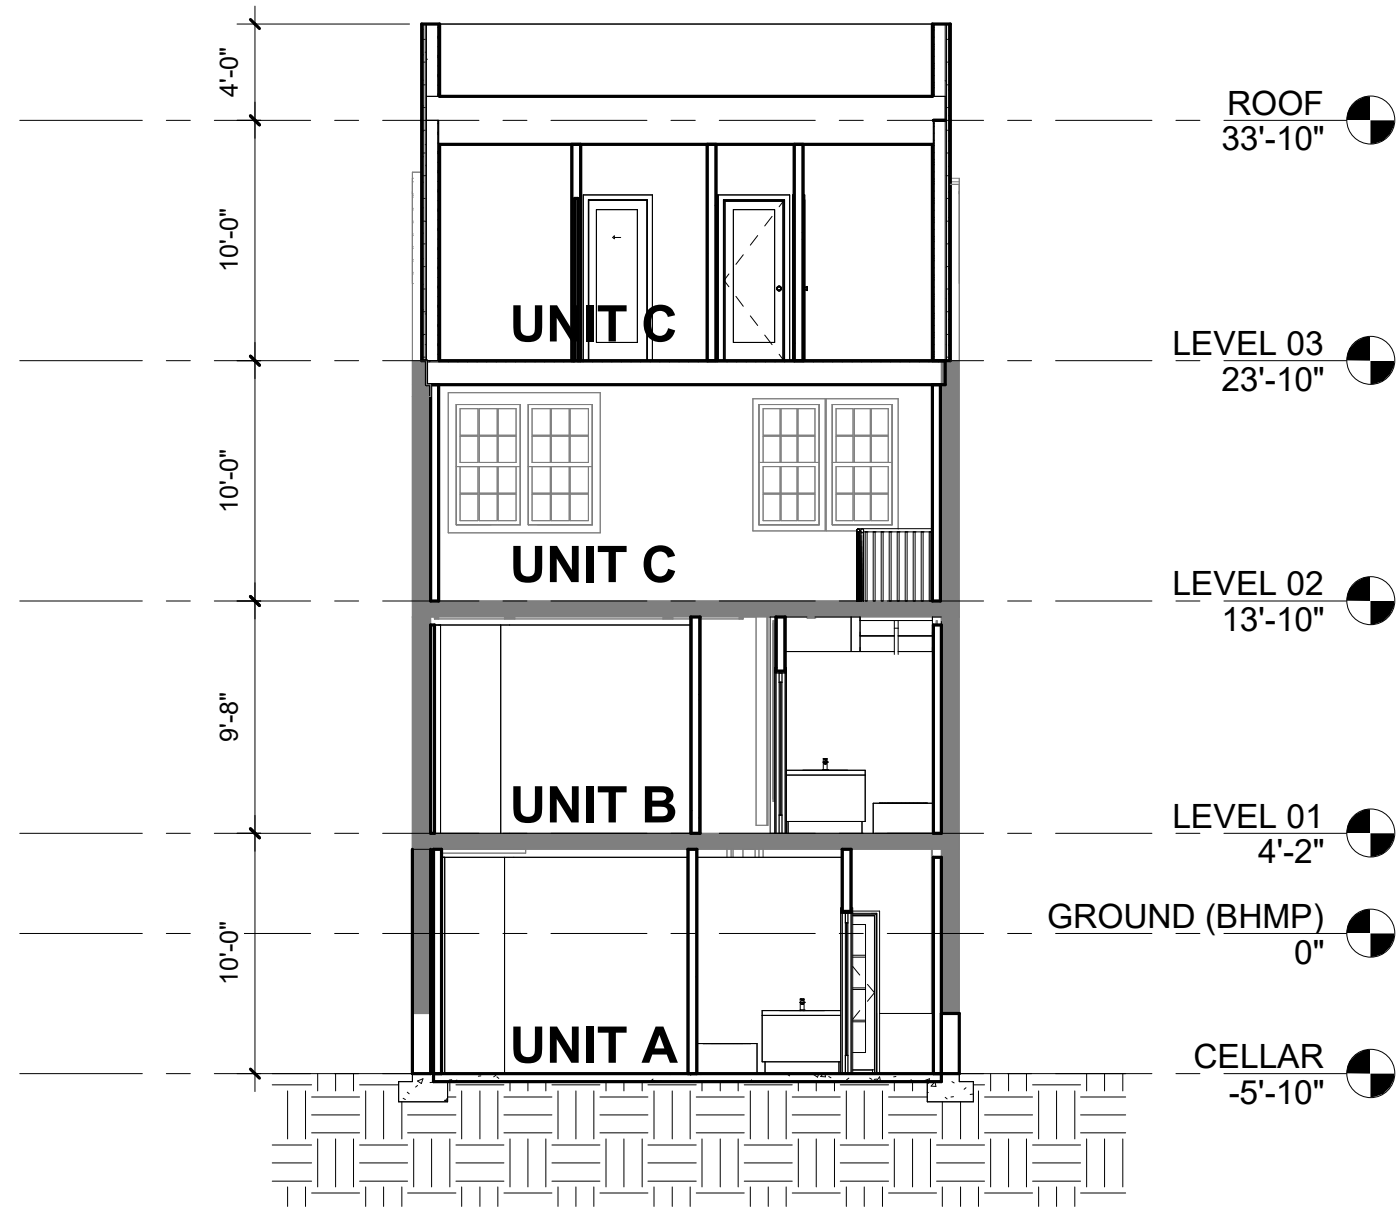 4'-0"
ROOF
33'-10"
10'-0"
UNIT C
LEVEL 03
23'-10"
10'-0"
UNIT C
LEVEL 02
13'-10"
9'-8"
UNIT B
LEVEL 01
4'-2"
GROUND (BHMP)
0"
10'-0"
UNIT A
CELLAR
-5'-10"